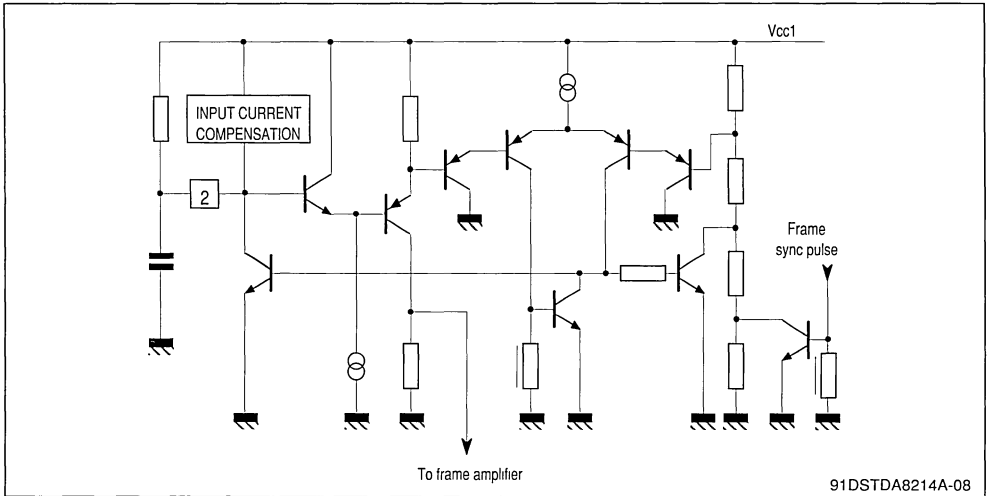 Vcc1
INPUT CURRENT
COMPENSATION
2
Frame
sync pulse
To frame amplifier
91DSTDA8214A-08